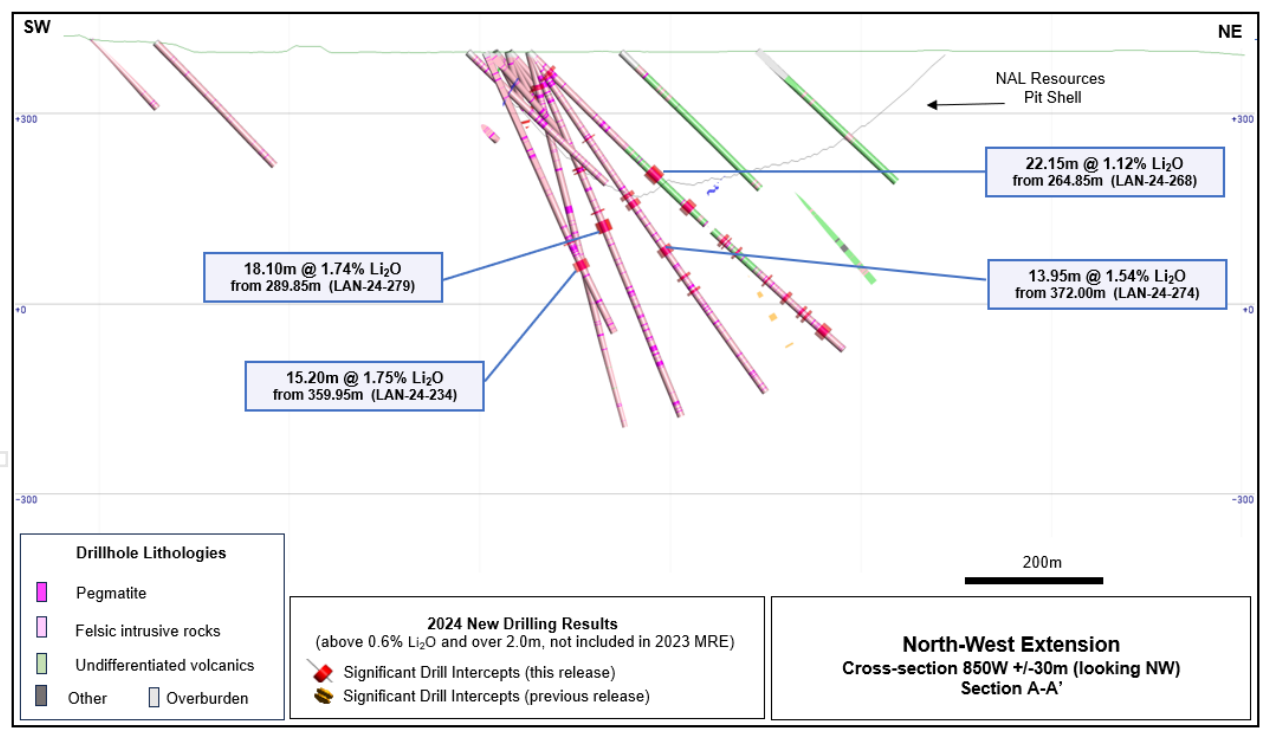 SW
NE
NAL Resources
Pit Shell
+300
+300
22.15m @ 1.12% Li₂O
from 264.85m (LAN-24-268)
18.10m @ 1.74% Li₂O
from 289.85m (LAN-24-279)
13.95m @ 1.54% Li₂O
from 372.00m (LAN-24-274)
+0
+0
15.20m @ 1.75% Li₂O
from 359.95m (LAN-24-234)
-300
-300
Drillhole Lithologies
Pegmatite
Felsic intrusive rocks
Undifferentiated volcanics
Other
Overburden
200m
2024 New Drilling Results
(above 0.6% Li₂O and over 2.0m, not included in 2023 MRE)
Significant Drill Intercepts (this release)
Significant Drill Intercepts (previous release)
North-West Extension
Cross-section 850W +/-30m (looking NW)
Section A-A’